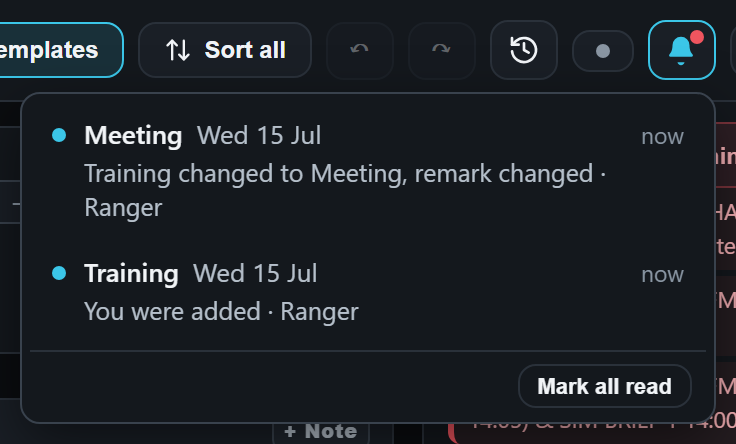 emplates
Sort all
Meeting Wed 15 Jul now
Training changed to Meeting, remark changed ·
Ranger
Training Wed 15 Jul now
You were added · Ranger
Mark all read
+ Note